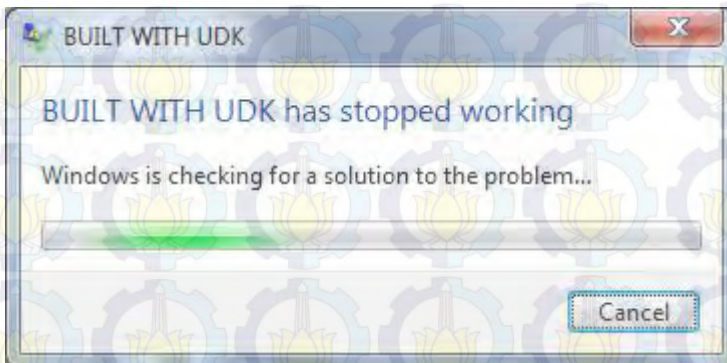 BUILT WITH UDK
BUILT WITH UDK has stopped working
Windows is checking for a solution to the problem...
Cancel